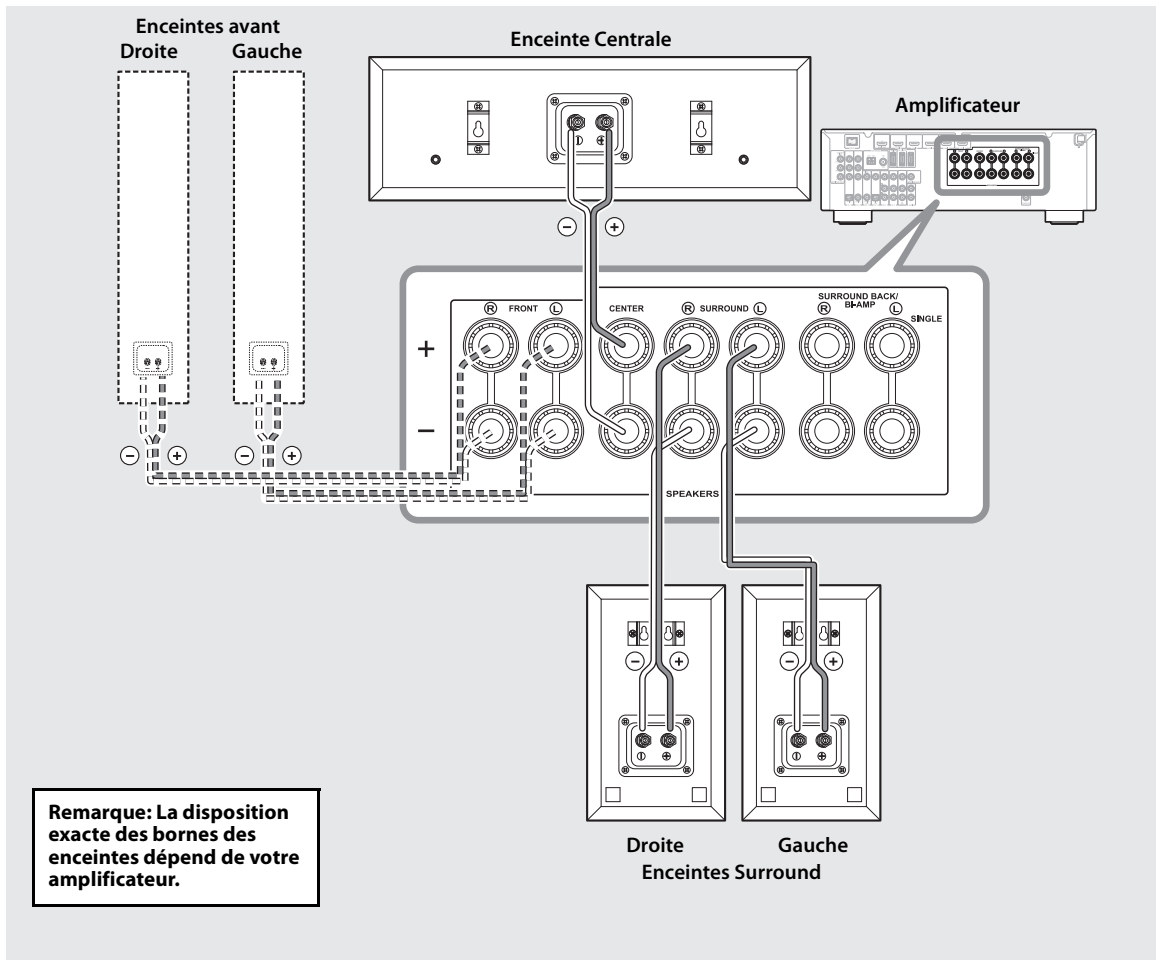 Enceintes avant
Droite Gauche
Enceinte Centrale
Amplificateur
R FRONT L CENTER R SURROUND L SURROUND BACK/
BI-AMP
R L SINGLE
+
−
− + − + − +
SPEAKERS
− + − +
Remarque: La disposition
exacte des bornes des
enceintes dépend de votre
amplificateur.
Droite Gauche
Enceintes Surround